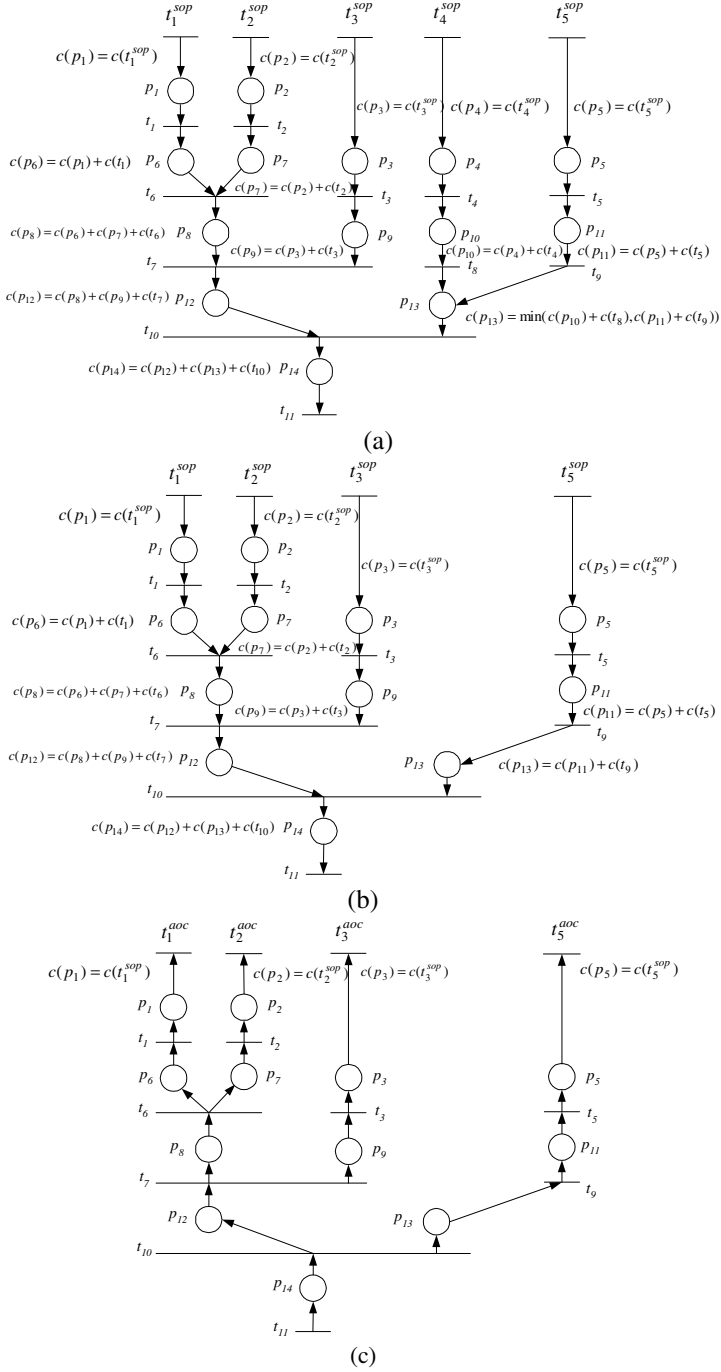 t_1^{sop} t_2^{sop} t_3^{sop} t_4^{sop} t_5^{sop}
c(p_1) = c(t_1^{sop}) c(p_2) = c(t_2^{sop})
p_1 p_2
c(p_3) = c(t_3^{sop}) c(p_4) = c(t_4^{sop}) c(p_5) = c(t_5^{sop})
t_1 t_2
c(p_6) = c(p_1) + c(t_1) p_6 p_7 p_3 p_4 p_5
t_6 c(p_7) = c(p_2) + c(t_2) t_3 t_4 t_5
c(p_8) = c(p_6) + c(p_7) + c(t_6) p_8 p_9 p_10 p_11
c(p_9) = c(p_3) + c(t_3) c(p_10) = c(p_4) + c(t_4) c(p_11) = c(p_5) + c(t_5)
t_7 t_8 t_9
c(p_12) = c(p_8) + c(p_9) + c(t_7) p_12 p_13
c(p_13) = min(c(p_10) + c(t_8), c(p_11) + c(t_9))
t_10
c(p_14) = c(p_12) + c(p_13) + c(t_10) p_14
t_11
(a)
t_1^{sop} t_2^{sop} t_3^{sop} t_5^{sop}
c(p_1) = c(t_1^{sop}) c(p_2) = c(t_2^{sop})
p_1 p_2
c(p_3) = c(t_3^{sop}) c(p_5) = c(t_5^{sop})
t_1 t_2
c(p_6) = c(p_1) + c(t_1) p_6 p_7 p_3 p_5
t_6 c(p_7) = c(p_2) + c(t_2) t_3 t_5
c(p_8) = c(p_6) + c(p_7) + c(t_6) p_8 p_9 p_11
c(p_9) = c(p_3) + c(t_3) c(p_11) = c(p_5) + c(t_5)
t_7 t_9
c(p_12) = c(p_8) + c(p_9) + c(t_7) p_12 p_13 c(p_13) = c(p_11) + c(t_9)
t_10
c(p_14) = c(p_12) + c(p_13) + c(t_10) p_14
t_11
(b)
t_1^{aoc} t_2^{aoc} t_3^{aoc} t_5^{aoc}
c(p_1) = c(t_1^{sop}) c(p_2) = c(t_2^{sop}) c(p_3) = c(t_3^{sop}) c(p_5) = c(t_5^{sop})
p_1 p_2
t_1 t_2
p_6 p_7 p_3 p_5
t_6 t_3 t_5
p_8 p_9 p_11
t_7 t_9
p_12 p_13
t_10
p_14
t_11
(c)